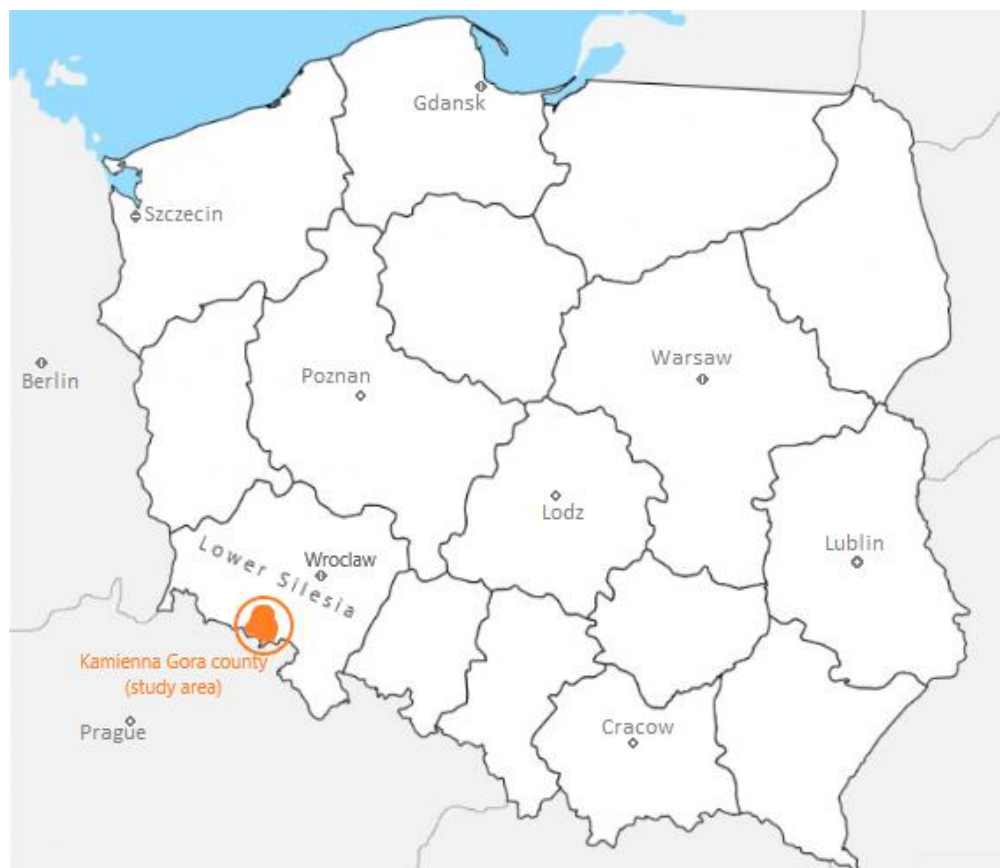 Gdansk
Szczecin
Berlin
Poznan
Warsaw
Lodz
Lublin
Wroclaw
Lower Silesia
Kamienna Gora county
(study area)
Prague
Cracow